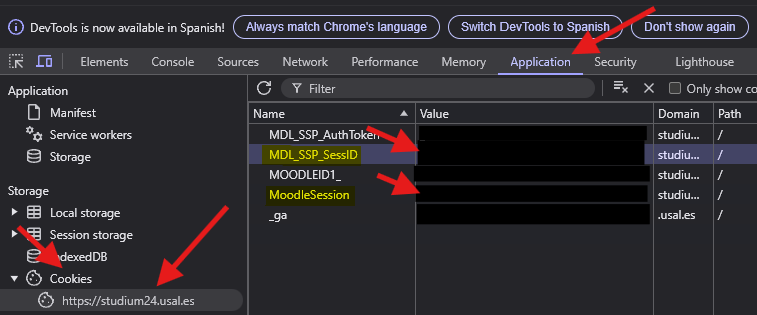 DevTools is now available in Spanish! Always match Chrome's language Switch DevTools to Spanish Don't show again
Elements Console Sources Network Performance Memory Application Security Lighthouse
Application
Manifest
Service workers
Storage
Storage
Local storage
Session storage
IndexedDB
Cookies
https://studium24.usal.es
Filter Only show co
Name Value Domain Path
MDL_SSP_AuthToken studiu... /
MDL_SSP_SessID studiu... /
MOODLEID1_ studiu... /
MoodleSession studiu... /
_ga .usal.es /